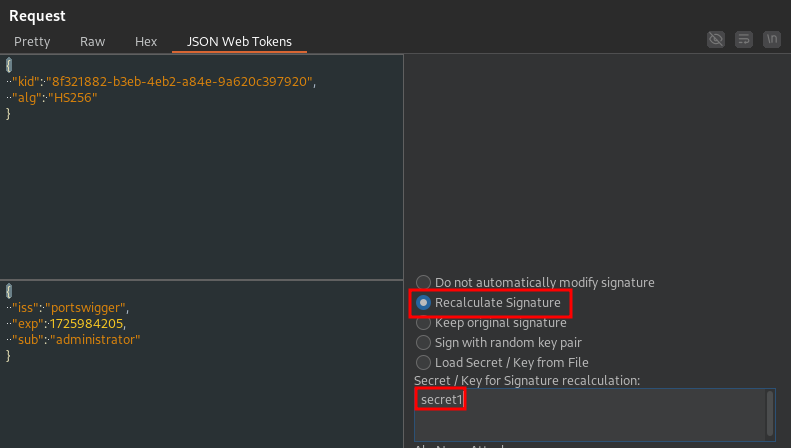 Request
Pretty Raw Hex JSON Web Tokens \n
{
"kid": "8f321882-b3eb-4eb2-a84e-9a620c397920",
"alg": "HS256"
}
{
"iss": "portswigger",
"exp": 1725984205,
"sub": "administrator"
}
Do not automatically modify signature
Recalculate Signature
Keep original signature
Sign with random key pair
Load Secret / Key from File
Secret / Key for Signature recalculation:
secret1